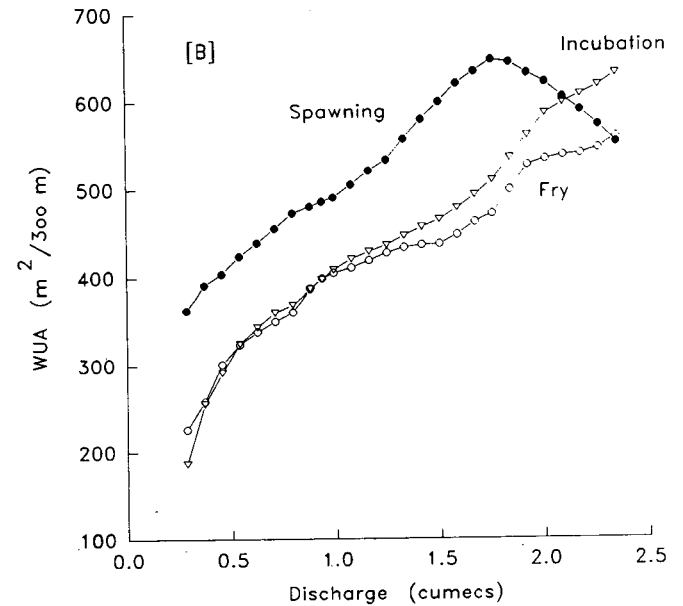 700
[B]
Incubation
600
Spawning
500
Fry
WUA (m²/300 m)
400
300
200
100
0.0 0.5 1.0 1.5 2.0 2.5
Discharge (cumecs)